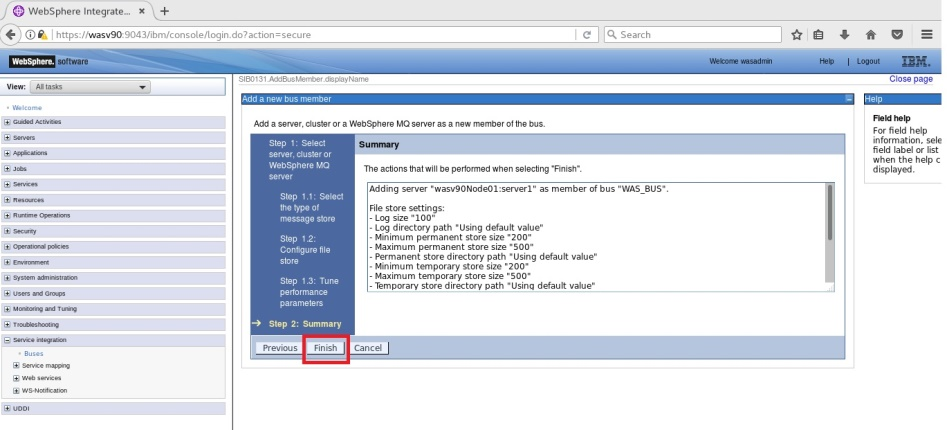 WebSphere Integrate...
https://wasv90:9043/ibm/console/login.do?action=secure
Search
WebSphere. software
Welcome wasadmin
Help | Logout
IBM.
View: All tasks
SIB0131.AddBusMember.displayName
Close page
Welcome
Guided Activities
Servers
Applications
Jobs
Services
Resources
Runtime Operations
Security
Operational policies
Environment
System administration
Users and Groups
Monitoring and Tuning
Troubleshooting
Service integration
Buses
Service mapping
Web services
WS-Notification
UDDI
Add a new bus member
Add a server, cluster or a WebSphere MQ server as a new member of the bus.
Step 1: Select
server, cluster or
WebSphere MQ
server
Step 1.1: Select
the type of
message store
Step 1.2:
Configure file
store
Step 1.3: Tune
performance
parameters
Step 2: Summary
Summary
The actions that will be performed when selecting "Finish".
Adding server "wasv90Node01:server1" as member of bus "WAS_BUS".
File store settings:
- Log size "100"
- Log directory path "Using default value"
- Minimum permanent store size "200"
- Maximum permanent store size "500"
- Permanent store directory path "Using default value"
- Minimum temporary store size "200"
- Maximum temporary store size "500"
- Temporary store directory path "Using default value"
Previous Finish Cancel
Help
Field help
For field help
information, sele
field label or list
when the help c
displayed.